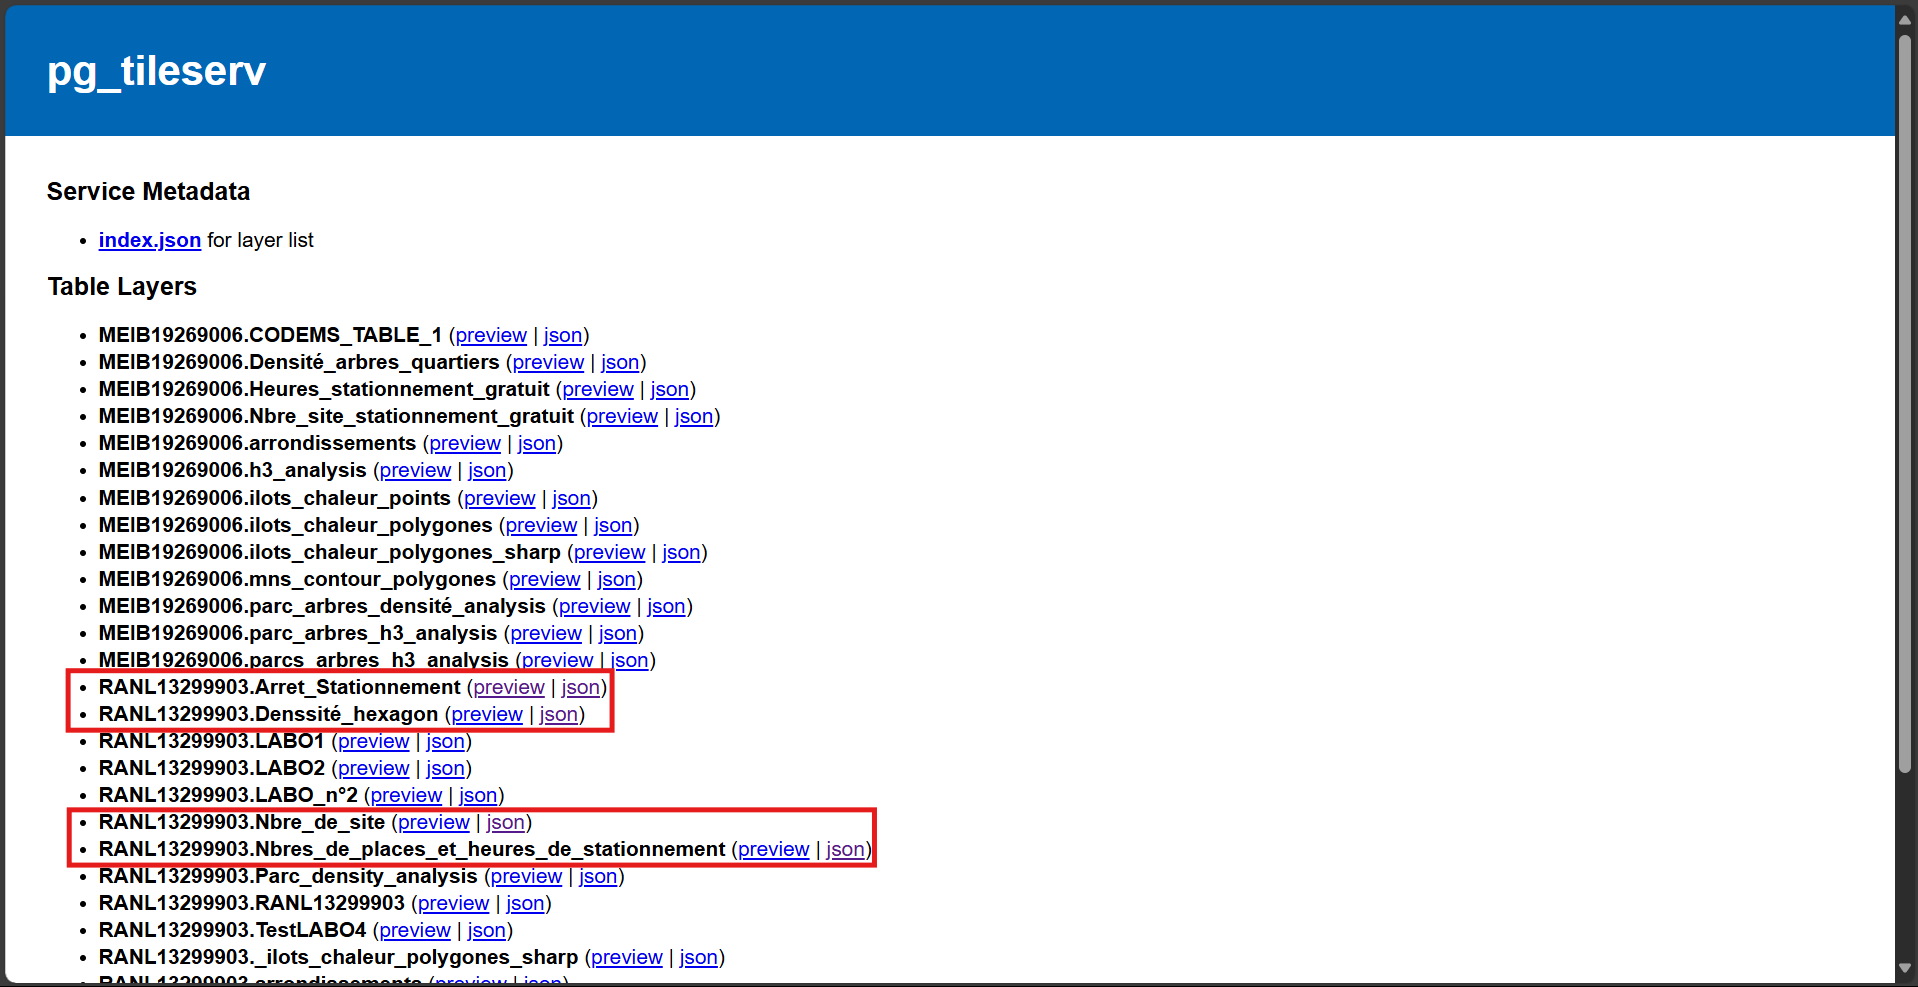 pg_tileserv
Service Metadata
index.json for layer list
Table Layers
MEIB19269006.CODEMS_TABLE_1 (preview | json)
MEIB19269006.Densité_arbres_quartiers (preview | json)
MEIB19269006.Heures_stationnement_gratuit (preview | json)
MEIB19269006.Nbre_site_stationnement_gratuit (preview | json)
MEIB19269006.arrondissements (preview | json)
MEIB19269006.h3_analysis (preview | json)
MEIB19269006.ilots_chaleur_points (preview | json)
MEIB19269006.ilots_chaleur_polygones (preview | json)
MEIB19269006.ilots_chaleur_polygones_sharp (preview | json)
MEIB19269006.mns_contour_polygones (preview | json)
MEIB19269006.parc_arbres_densité_analysis (preview | json)
MEIB19269006.parc_arbres_h3_analysis (preview | json)
MEIB19269006.parcs_arbres_h3_analysis (preview | json)
RANL13299903.Arret_Stationnement (preview | json)
RANL13299903.Denssité_hexagon (preview | json)
RANL13299903.LABO1 (preview | json)
RANL13299903.LABO2 (preview | json)
RANL13299903.LABO_n°2 (preview | json)
RANL13299903.Nbre_de_site (preview | json)
RANL13299903.Nbres_de_places_et_heures_de_stationnement (preview | json)
RANL13299903.Parc_density_analysis (preview | json)
RANL13299903.RANL13299903 (preview | json)
RANL13299903.TestLABO4 (preview | json)
RANL13299903._ilots_chaleur_polygones_sharp (preview | json)
RANL13299903.arrondissements (preview | json)